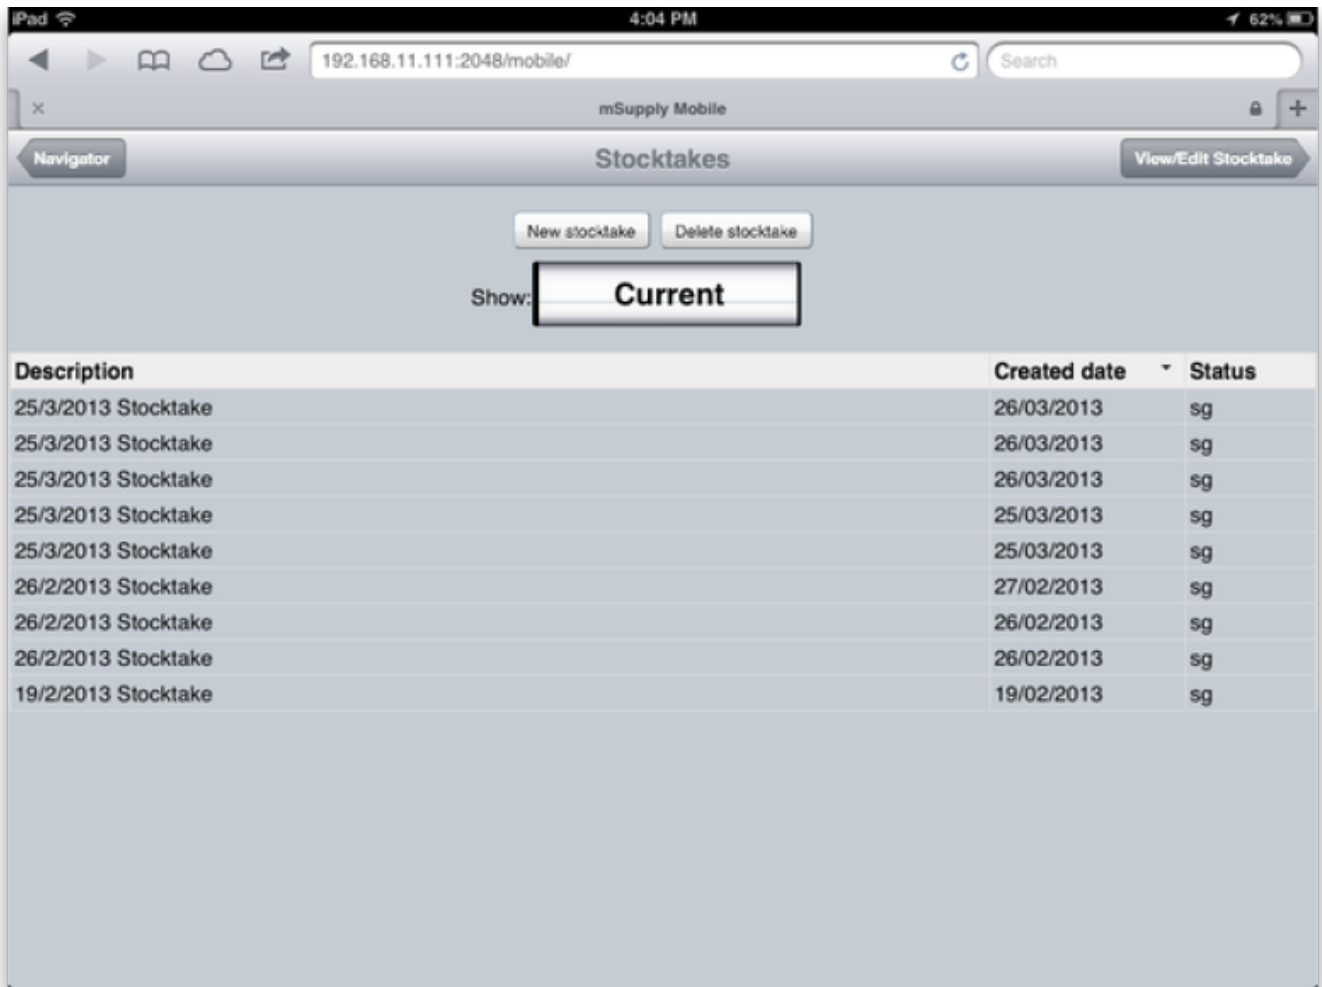 iPad 4:04 PM 62%
192.168.11.111:2048/mobile/ Search
mSupply Mobile
Navigator Stocktakes View/Edit Stocktake
New stocktake Delete stocktake
Show: Current
Description Created date Status
25/3/2013 Stocktake 26/03/2013 sg
25/3/2013 Stocktake 26/03/2013 sg
25/3/2013 Stocktake 26/03/2013 sg
25/3/2013 Stocktake 25/03/2013 sg
25/3/2013 Stocktake 25/03/2013 sg
26/2/2013 Stocktake 27/02/2013 sg
26/2/2013 Stocktake 26/02/2013 sg
26/2/2013 Stocktake 26/02/2013 sg
19/2/2013 Stocktake 19/02/2013 sg